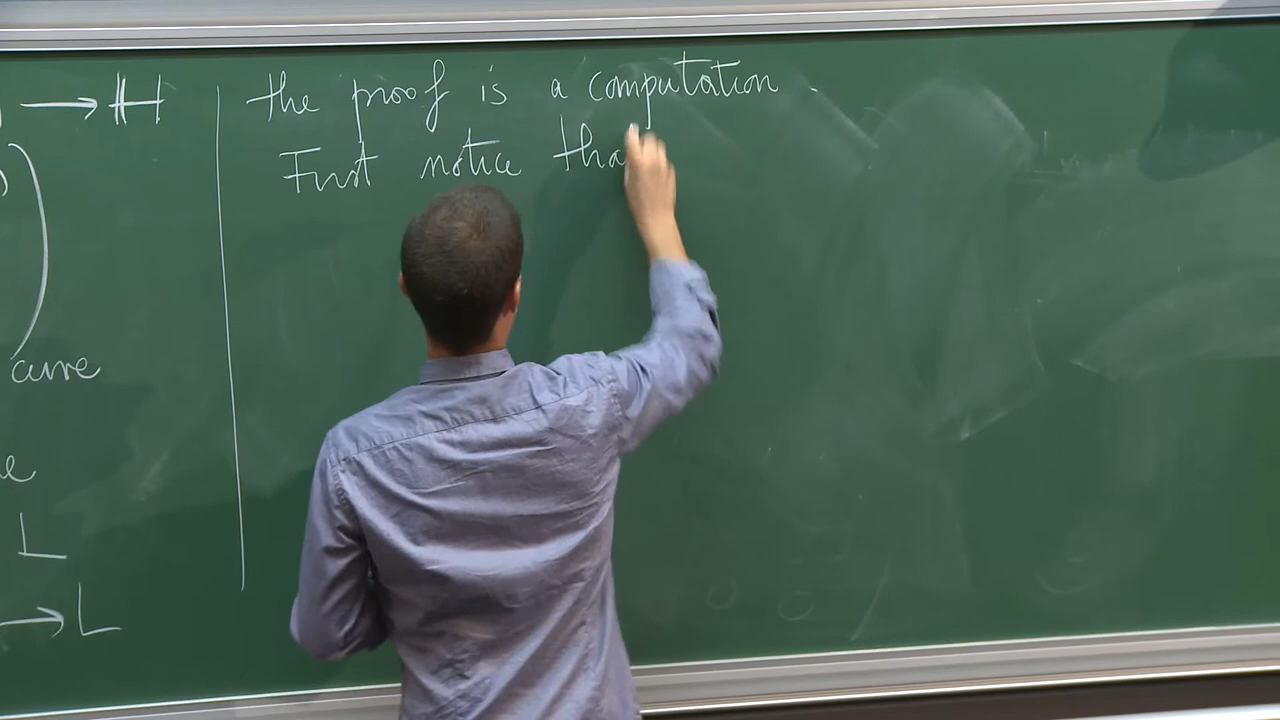 → H
)
curve
e
L
→ L
the proof is a computation.
First notice tha